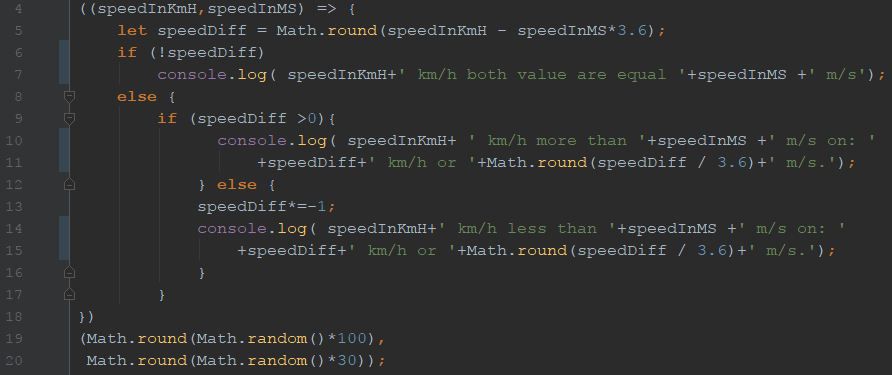 4 ((speedInKmH,speedInMS) => {
5 let speedDiff = Math.round(speedInKmH - speedInMS*3.6);
6 if (!speedDiff)
7 console.log( speedInKmH+' km/h both value are equal '+speedInMS +' m/s');
8 else {
9 if (speedDiff >0){
10 console.log( speedInKmH+ ' km/h more than '+speedInMS +' m/s on: '
11 +speedDiff+' km/h or '+Math.round(speedDiff / 3.6)+' m/s.');
12 } else {
13 speedDiff*=-1;
14 console.log( speedInKmH+' km/h less than '+speedInMS +' m/s on: '
15 +speedDiff+' km/h or '+Math.round(speedDiff / 3.6)+' m/s.');
16 }
17 }
18 })
19 (Math.round(Math.random()*100),
20 Math.round(Math.random()*30));